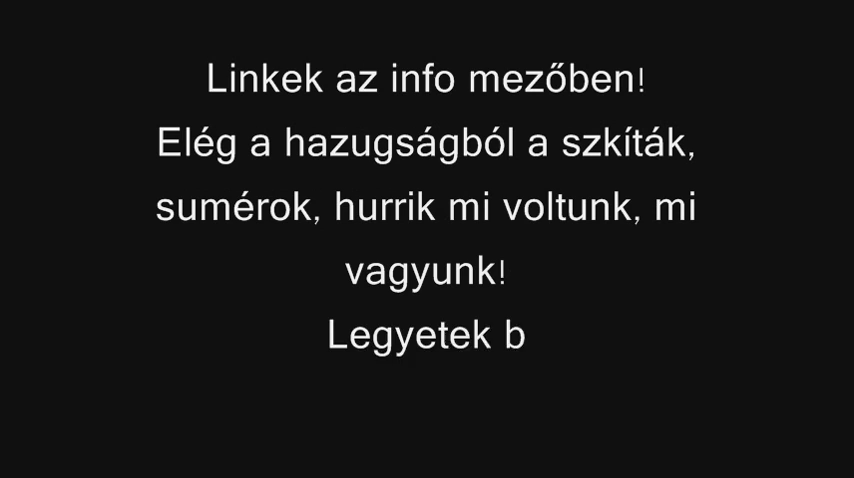 Linkek az info mezőben!
Elég a hazugságból a szkíták,
sumérok, hurrik mi voltunk, mi
vagyunk!
Legyetek b